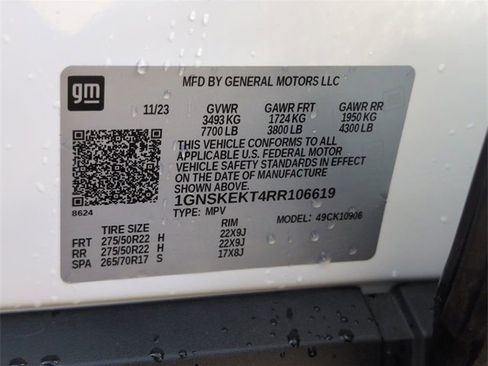 gm
MFD BY GENERAL MOTORS LLC
11/23 GVWR GAWR FRT GAWR RR
3493 KG 1724 KG 1950 KG
7700 LB 3800 LB 4300 LB
THIS VEHICLE CONFORMS TO ALL
APPLICABLE U.S. FEDERAL MOTOR
VEHICLE SAFETY STANDARDS IN EFFECT
ON THE DATE OF MANUFACTURE
SHOWN ABOVE.
8624
1GNSKEKT4RR106619
TYPE: MPV MODEL: 49CK10906
TIRE SIZE RIM
FRT 275/50R22 H 22X9J
RR 275/50R22 H 22X9J
SPA 265/70R17 S 17X8J